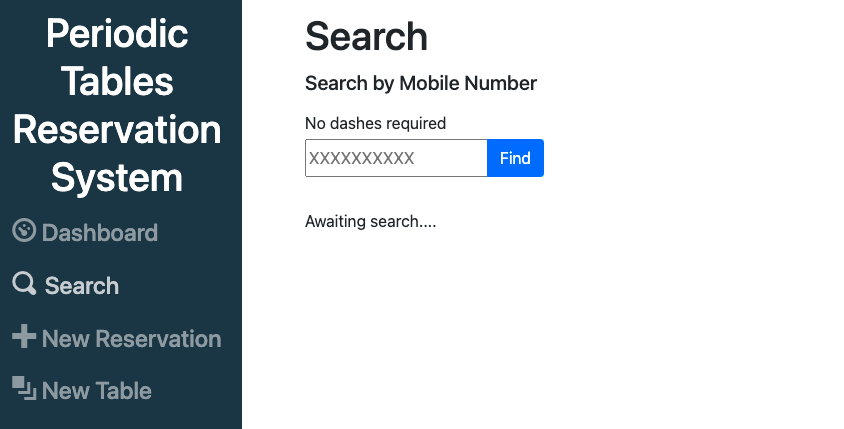 Periodic
Tables
Reservation
System
Dashboard
Search
New Reservation
New Table
Search
Search by Mobile Number
No dashes required
XXXXXXXXXX
Find
Awaiting search....